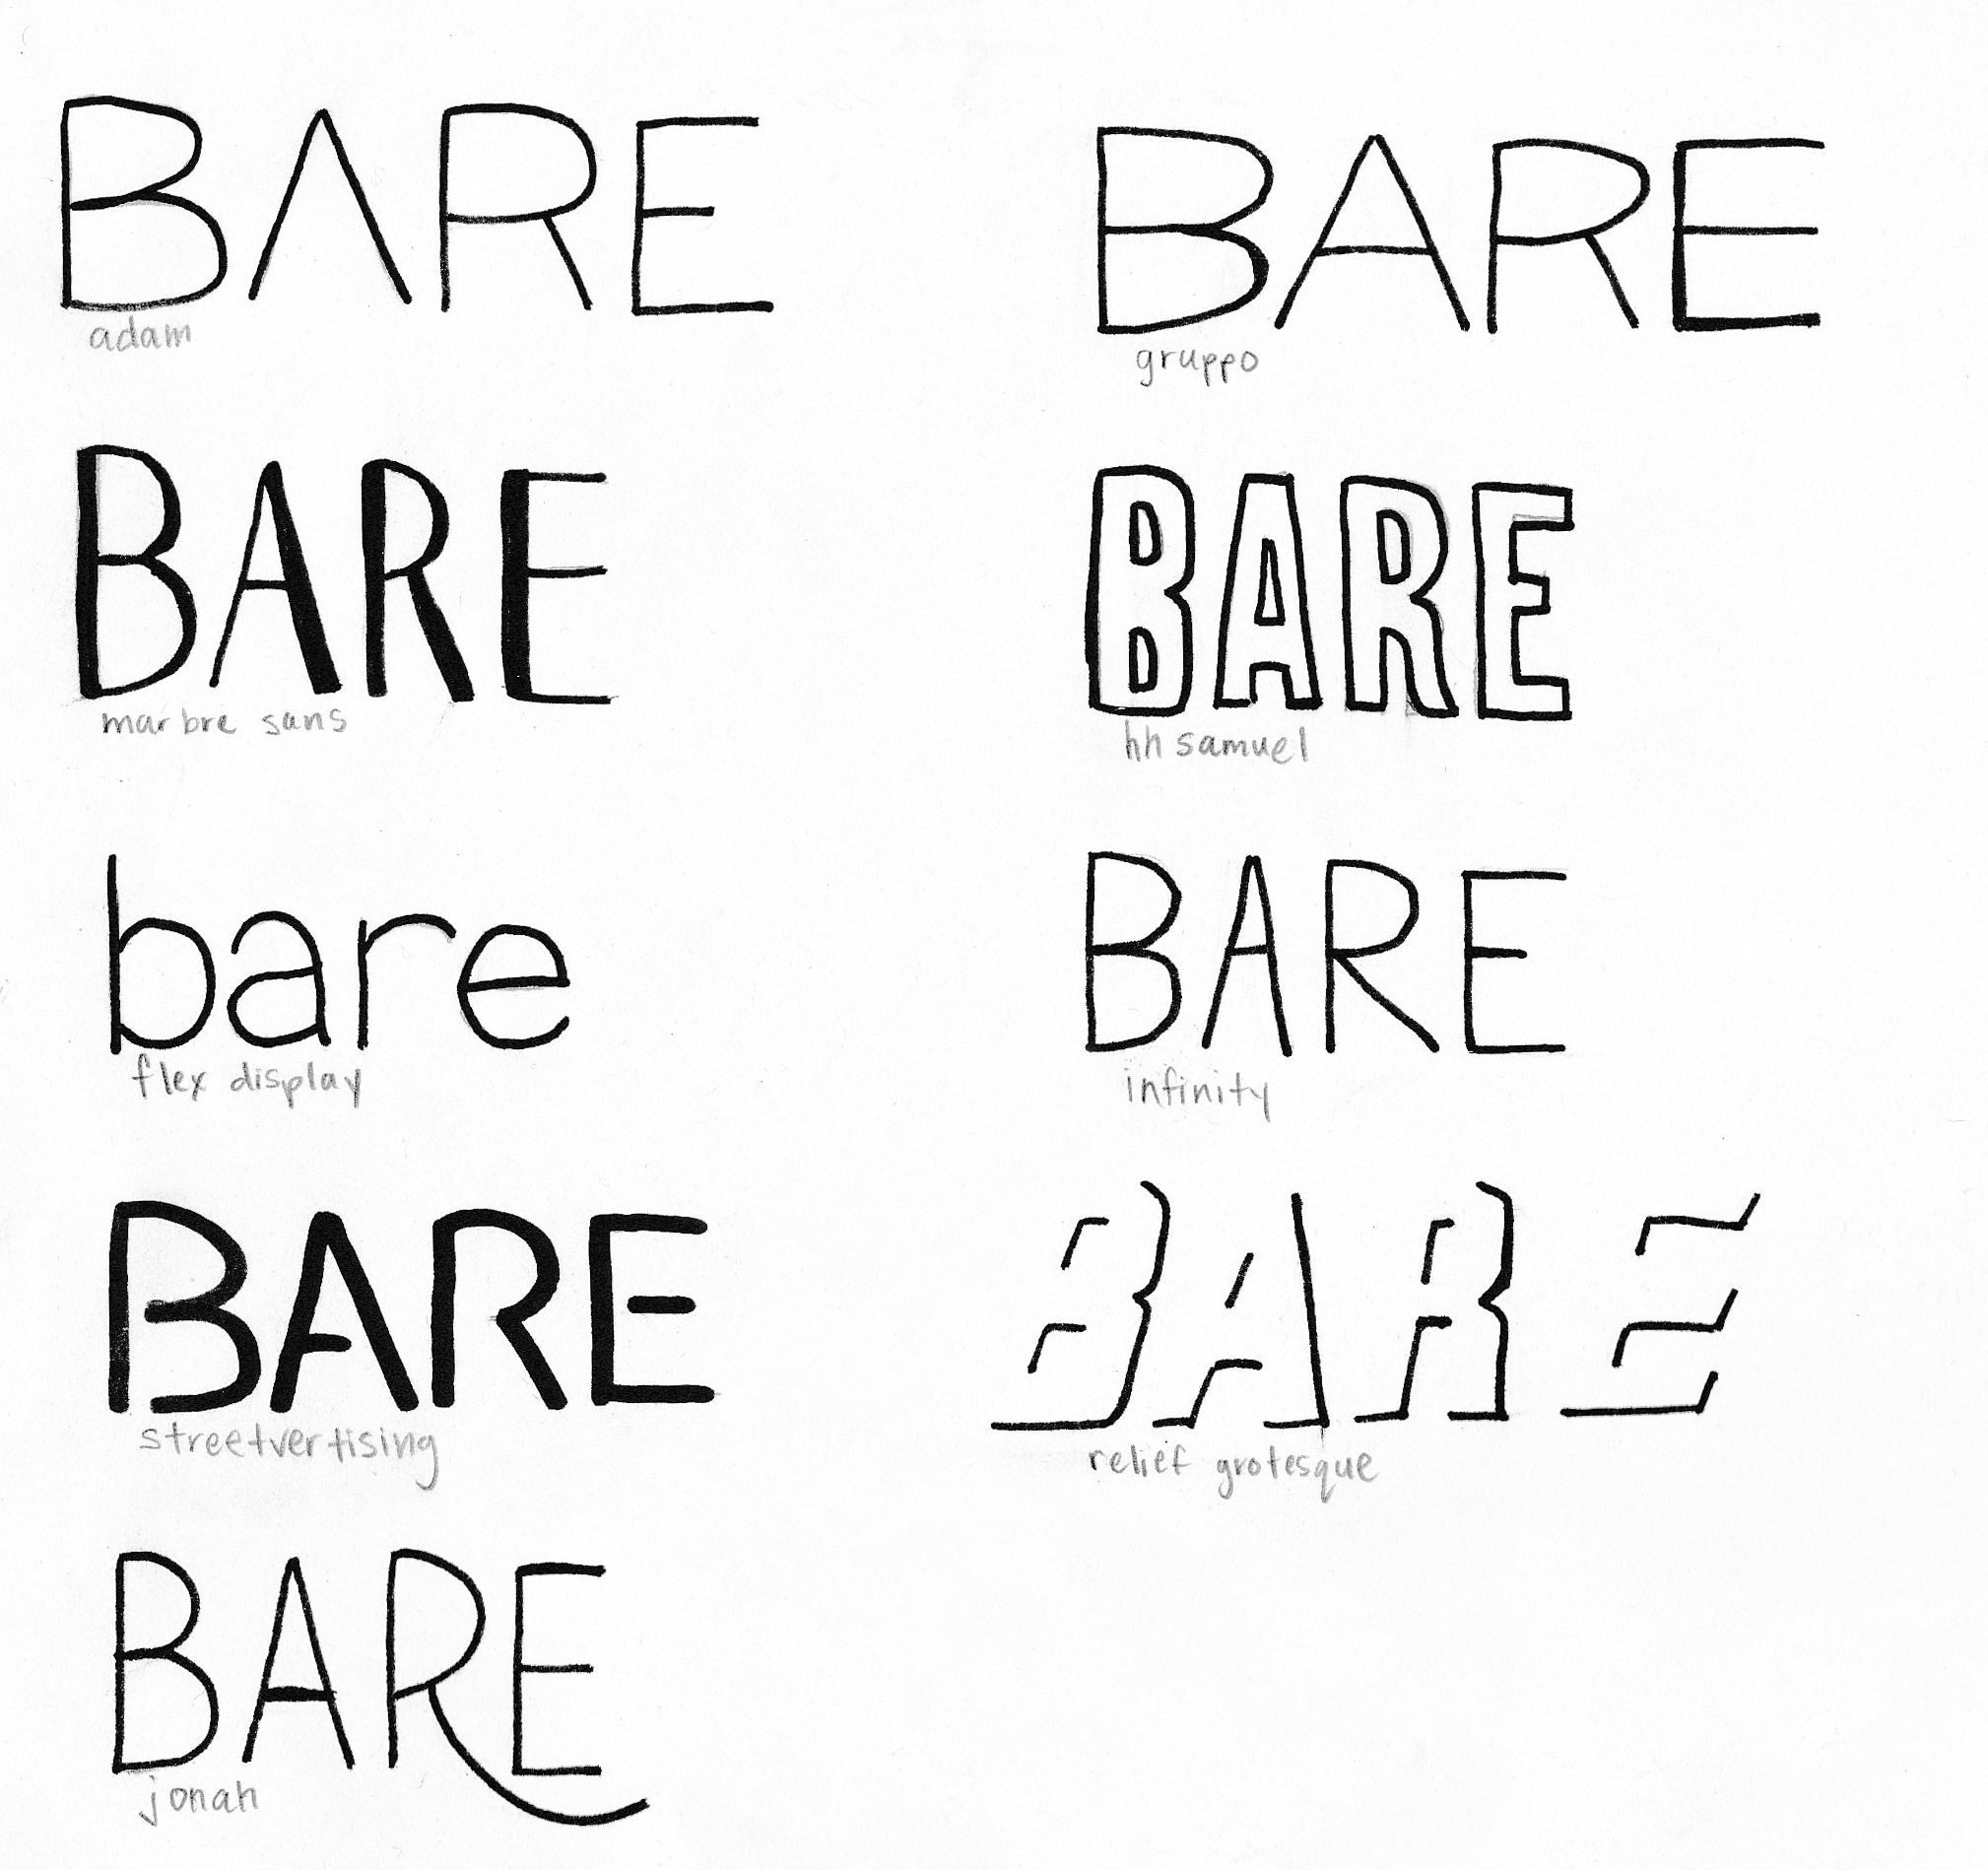 BARE
adam
BARE
gruppo
BARE
marbre sans
BARE
hh samuel
bare
flex display
BARE
infinity
BARE
streetvertising
BARE
relief grotesque
BARE
jonah